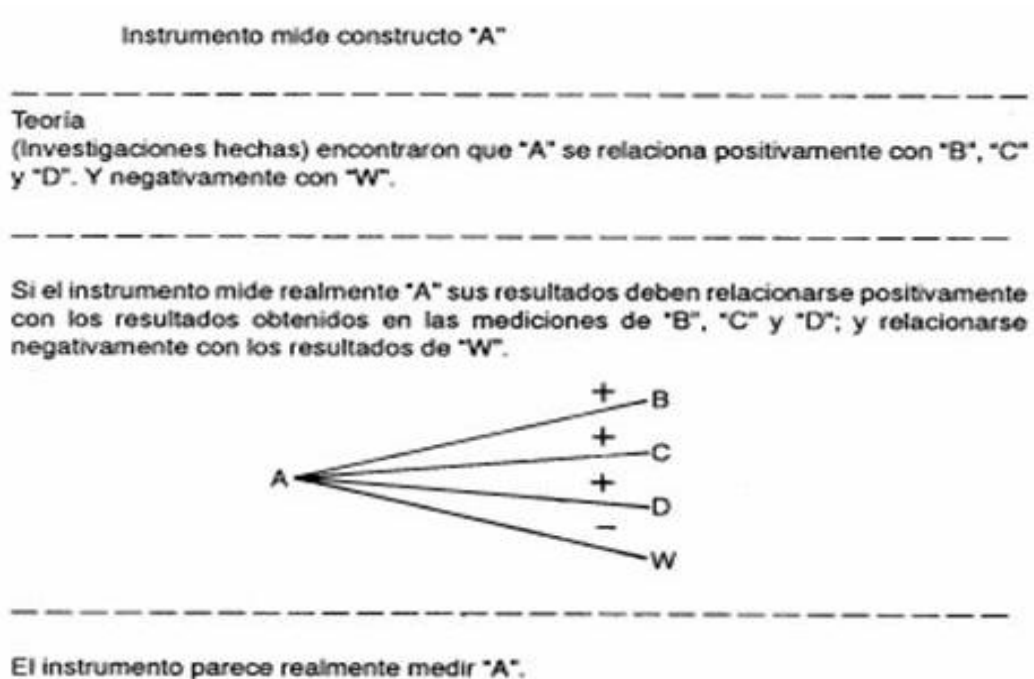 Instrumento mide constructo "A"
Teoría
(Investigaciones hechas) encontraron que "A" se relaciona positivamente con "B", "C"
y "D". Y negativamente con "W".
Si el instrumento mide realmente "A" sus resultados deben relacionarse positivamente
con los resultados obtenidos en las mediciones de "B", "C" y "D"; y relacionarse
negativamente con los resultados de "W".
+ B
+ C
A
+ D
− W
El instrumento parece realmente medir "A".